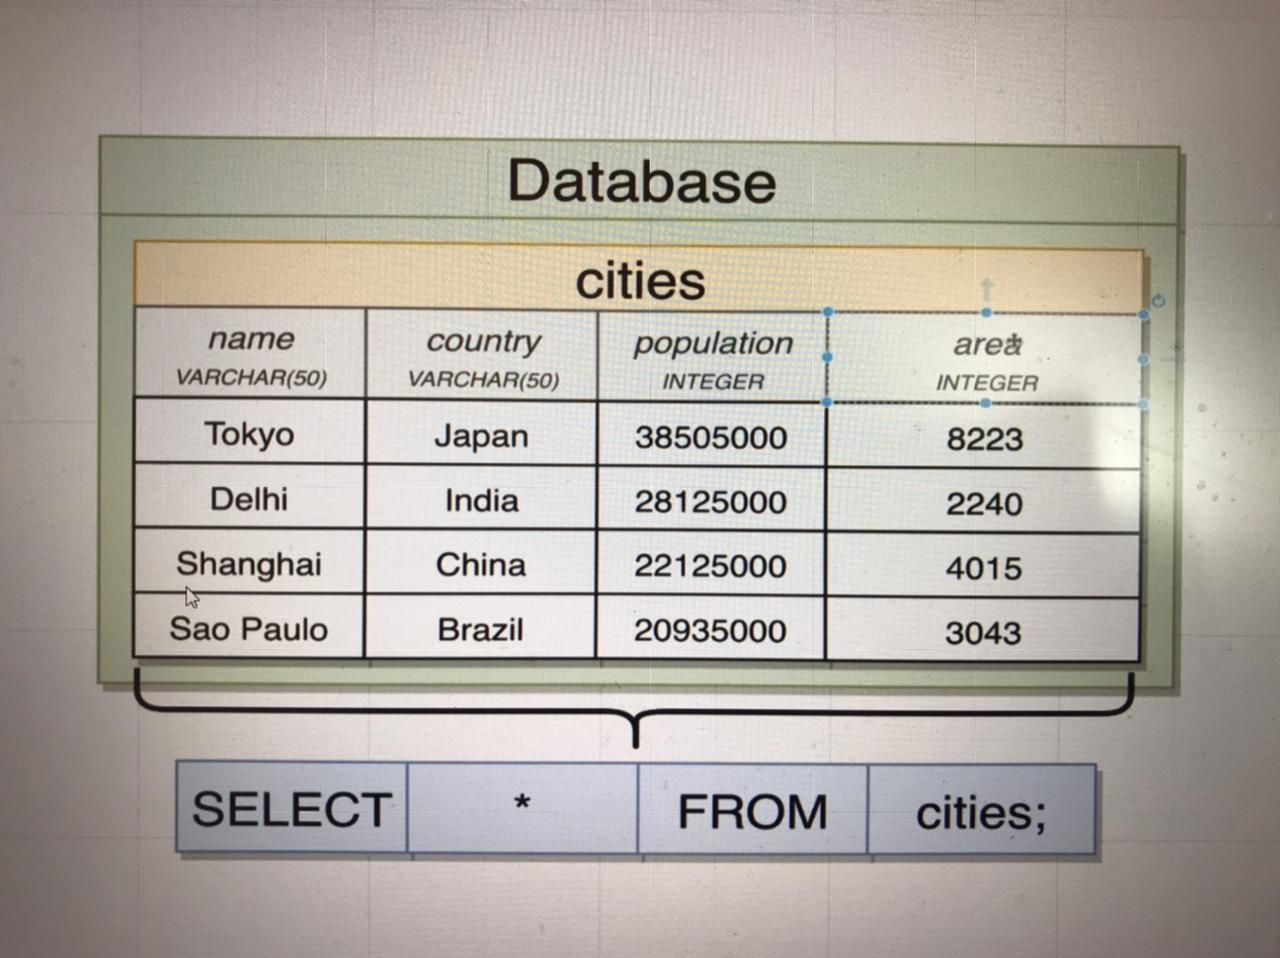 Database
cities
name country population area
VARCHAR(50) VARCHAR(50) INTEGER INTEGER
Tokyo Japan 38505000 8223
Delhi India 28125000 2240
Shanghai China 22125000 4015
Sao Paulo Brazil 20935000 3043
SELECT * FROM cities;